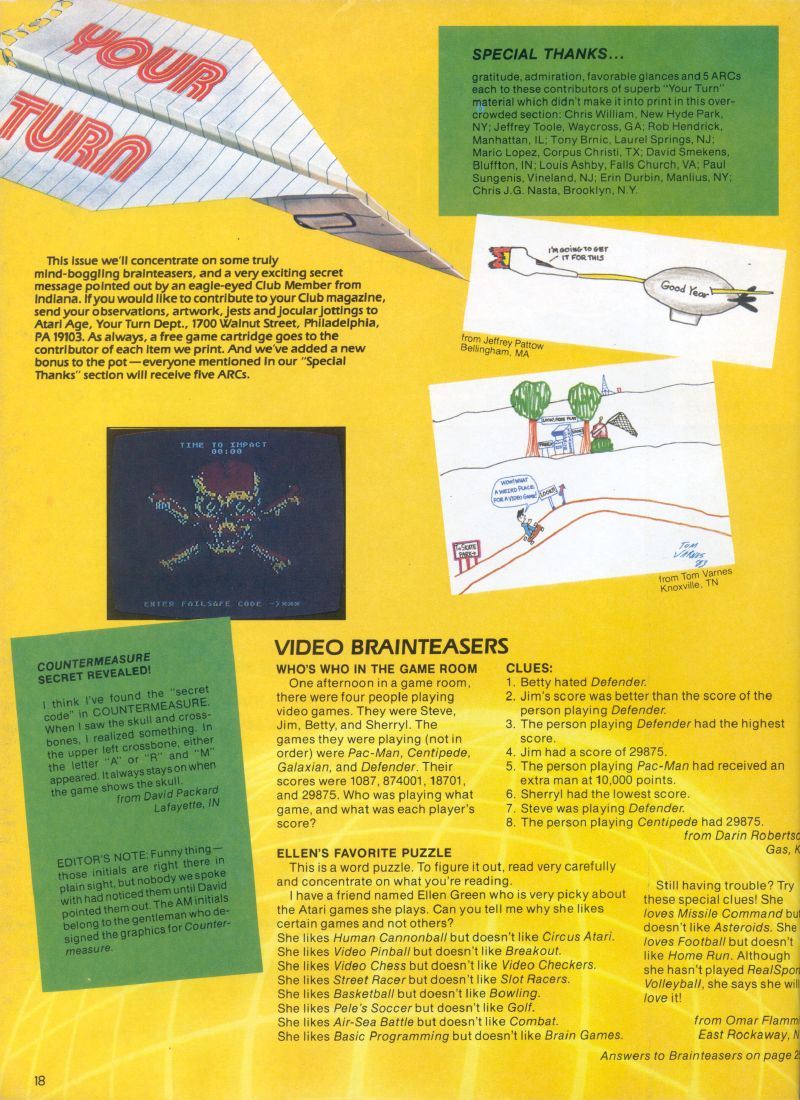 YOUR
TURN
SPECIAL THANKS...
gratitude, admiration, favorable glances and 5 ARCs
each to these contributors of superb "Your Turn"
material which didn't make it into print in this over-
crowded section: Chris William, New Hyde Park,
NY; Jeffrey Toole, Waycross, GA; Rob Hendrick,
Manhattan, IL; Tony Brnic, Laurel Springs, NJ;
Mario Lopez, Corpus Christi, TX; David Smekens,
Bluffton, IN; Louis Ashby, Falls Church, VA; Paul
Sungenis, Vineland, NJ; Erin Durbin, Manlius, NY;
Chris J.G. Nasta, Brooklyn, N.Y.
This issue we'll concentrate on some truly
mind-boggling brainteasers, and a very exciting secret
message pointed out by an eagle-eyed Club Member from
Indiana. If you would like to contribute to your Club magazine,
send your observations, artwork, jests and jocular jottings to
Atari Age, Your Turn Dept., 1700 Walnut Street, Philadelphia,
PA 19103. As always, a free game cartridge goes to the
contributor of each item we print. And we've added a new
bonus to the pot—everyone mentioned in our "Special
Thanks" section will receive five ARCs.
I'M GOING TO GET
IT FOR THIS
Good Year
from Jeffrey Pattow
Bellingham, MA
WOW! WHAT
A WEIRD PLACE
FOR A VIDEO GAME!
LOOK!!
TO SKATE
PARK→
TOM
VARNES
83
from Tom Varnes
Knoxville, TN
TIME TO IMPACT
00:00
ENTER FAILSAFE CODE
COUNTERMEASURE
SECRET REVEALED!
I think I've found the "secret
code" in COUNTERMEASURE.
When I saw the skull and cross-
bones, I realized something. In
the upper left crossbone, either
the letter "A" or "R" and "M"
appeared. It always stays on when
the game shows the skull.
from David Packard
Lafayette, IN
EDITOR'S NOTE: Funny thing—
those initials are right there in
plain sight, but nobody we spoke
with had noticed them until David
pointed them out. The AM initials
belong to the gentleman who de-
signed the graphics for Counter-
measure.
VIDEO BRAINTEASERS
WHO'S WHO IN THE GAME ROOM
One afternoon in a game room,
there were four people playing
video games. They were Steve,
Jim, Betty, and Sherryl. The
games they were playing (not in
order) were Pac-Man, Centipede,
Galaxian, and Defender. Their
scores were 1087, 874001, 18701,
and 29875. Who was playing what
game, and what was each player's
score?
CLUES:
1. Betty hated Defender.
2. Jim's score was better than the score of the
person playing Defender.
3. The person playing Defender had the highest
score.
4. Jim had a score of 29875.
5. The person playing Pac-Man had received an
extra man at 10,000 points.
6. Sherryl had the lowest score.
7. Steve was playing Defender.
8. The person playing Centipede had 29875.
from Darin Robertso
Gas, K
ELLEN'S FAVORITE PUZZLE
This is a word puzzle. To figure it out, read very carefully
and concentrate on what you're reading.
I have a friend named Ellen Green who is very picky about
the Atari games she plays. Can you tell me why she likes
certain games and not others?
She likes Human Cannonball but doesn't like Circus Atari.
She likes Video Pinball but doesn't like Breakout.
She likes Video Chess but doesn't like Video Checkers.
She likes Street Racer but doesn't like Slot Racers.
She likes Basketball but doesn't like Bowling.
She likes Pele's Soccer but doesn't like Golf.
She likes Air-Sea Battle but doesn't like Combat.
She likes Basic Programming but doesn't like Brain Games.
Still having trouble? Try
these special clues! She
loves Missile Command but
doesn't like Asteroids. She
loves Football but doesn't
like Home Run. Although
she hasn't played RealSport
Volleyball, she says she will
love it!
from Omar Flammi
East Rockaway, N
Answers to Brainteasers on page 2
18